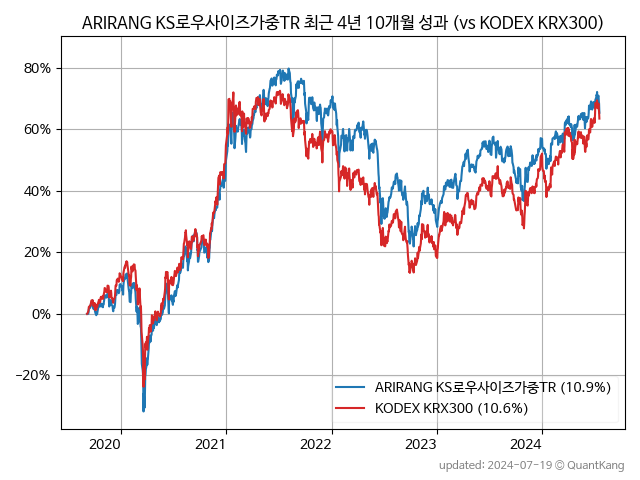 ARIRANG KS로우사이즈가중TR 최근 4년 10개월 성과 (vs KODEX KRX300)
80%
60%
40%
20%
0%
−20%
ARIRANG KS로우사이즈가중TR (10.9%)
KODEX KRX300 (10.6%)
2020 2021 2022 2023 2024
updated: 2024-07-19 © QuantKang